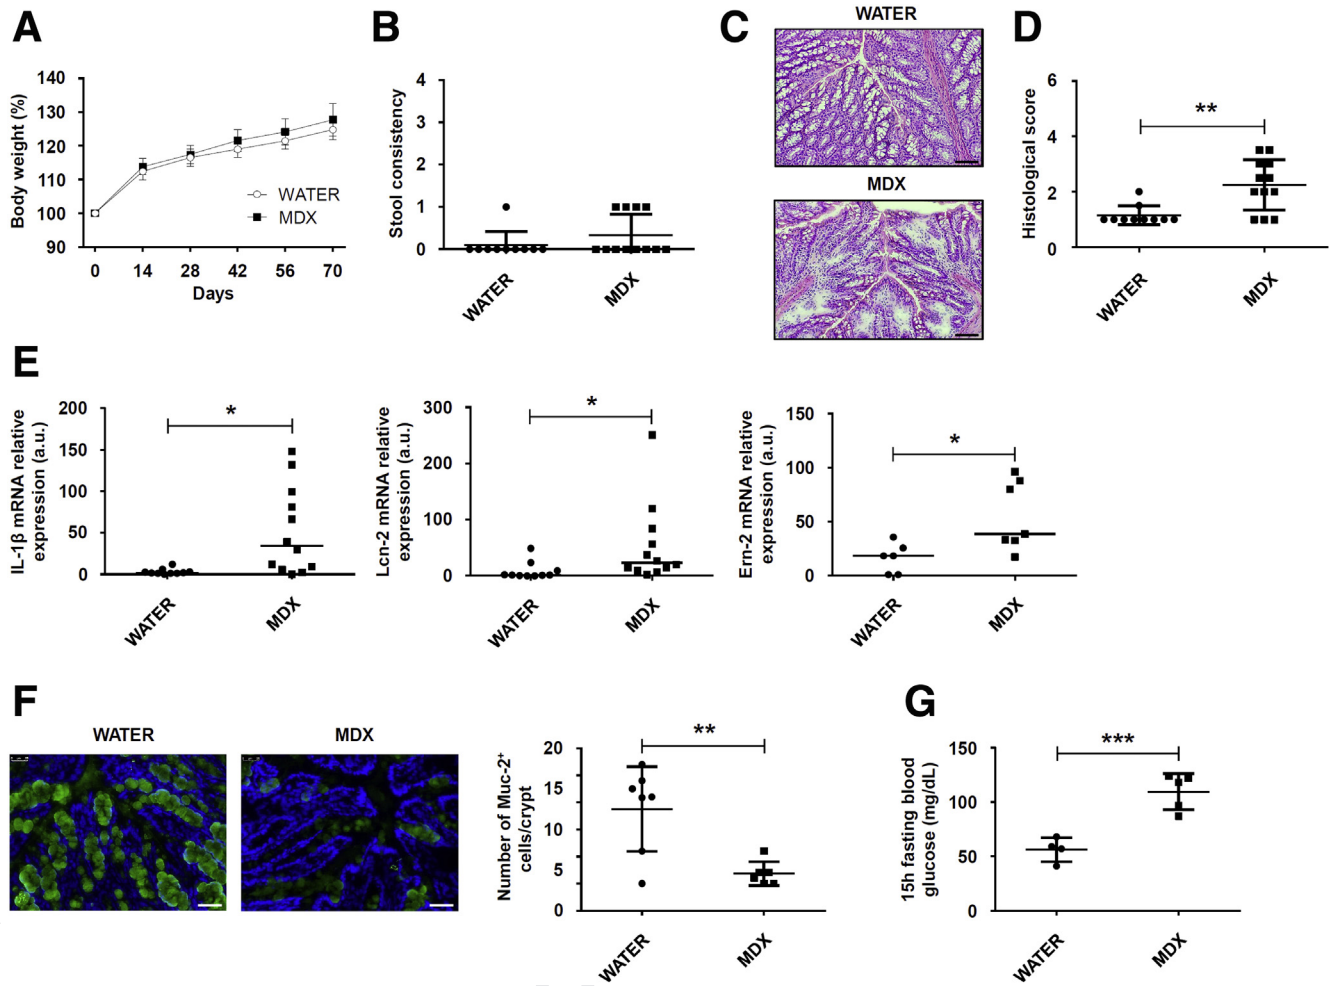 A
Body weight (%)
140
130
120
110
100
90
WATER
MDX
0 14 28 42 56 70
Days
B
Stool consistency
4
3
2
1
0
WATER MDX
C
WATER
MDX
D
Histological score
6
4
2
0
**
WATER MDX
E
IL-1β mRNA relative
expression (a.u.)
200
150
100
50
0
*
WATER MDX
Lcn-2 mRNA relative
expression (a.u.)
300
200
100
0
*
WATER MDX
Ern-2 mRNA relative
expression (a.u.)
150
100
50
0
*
WATER MDX
F
WATER MDX
Number of Muc-2+
cells/crypt
20
15
10
5
0
**
WATER MDX
G
15h fasting blood
glucose (mg/dL)
150
100
50
0
***
WATER MDX